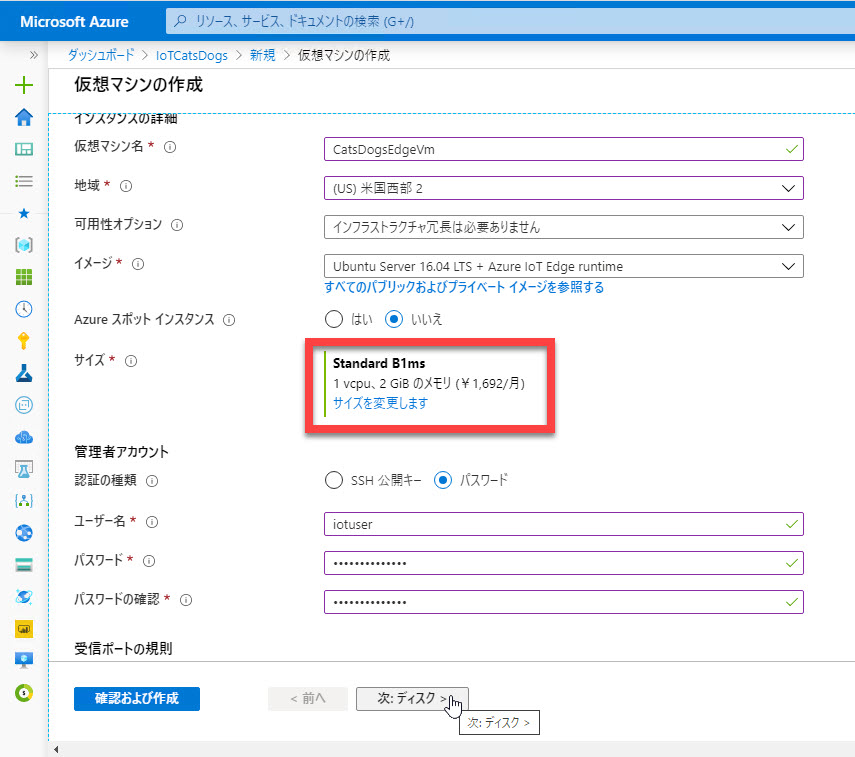 Microsoft Azure
リソース、サービス、ドキュメントの検索 (G+/)
ダッシュボード > IoTCatsDogs > 新規 > 仮想マシンの作成
仮想マシンの作成
インスタンスの詳細
仮想マシン名 *
CatsDogsEdgeVm
地域 *
(US) 米国西部 2
可用性オプション
インフラストラクチャ冗長は必要ありません
イメージ *
Ubuntu Server 16.04 LTS + Azure IoT Edge runtime
すべてのパブリックおよびプライベート イメージを参照する
Azure スポット インスタンス
はい いいえ
サイズ *
Standard B1ms
1 vcpu、2 GiB のメモリ (¥ 1,692/月)
サイズを変更します
管理者アカウント
認証の種類
SSH 公開キー パスワード
ユーザー名 *
iotuser
パスワード *
••••••••••••••
パスワードの確認 *
••••••••••••••
受信ポートの規則
確認および作成
< 前へ
次: ディスク >
次: ディスク >